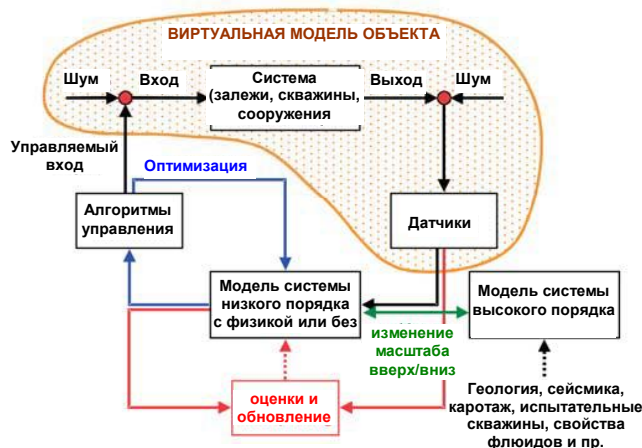 ВИРТУАЛЬНАЯ МОДЕЛЬ ОБЪЕКТА
Шум
Вход
Система
(залежи, скважины,
сооружения
Выход
Шум
Управляемый
вход
Оптимизация
Алгоритмы
управления
Датчики
Модель системы
низкого порядка
с физикой или без
Модель системы
высокого порядка
изменение
масштаба
вверх/вниз
оценки и
обновление
Геология, сейсмика,
каротаж, испытательные
скважины, свойства
флюидов и пр.